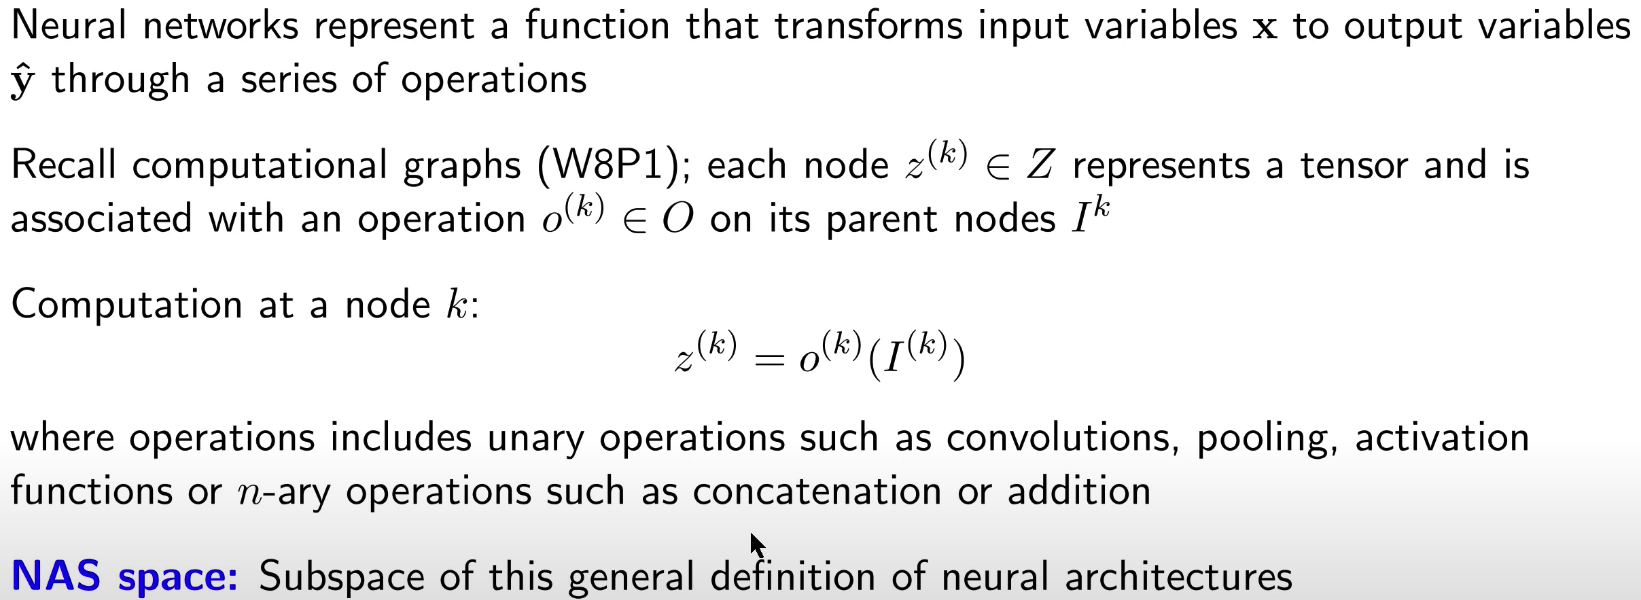 Neural networks represent a function that transforms input variables x to output variables
ŷ through a series of operations
Recall computational graphs (W8P1); each node z^(k) ∈ Z represents a tensor and is
associated with an operation o^(k) ∈ O on its parent nodes I^k
Computation at a node k:
z^(k) = o^(k)(I^(k))
where operations includes unary operations such as convolutions, pooling, activation
functions or n-ary operations such as concatenation or addition
NAS space: Subspace of this general definition of neural architectures